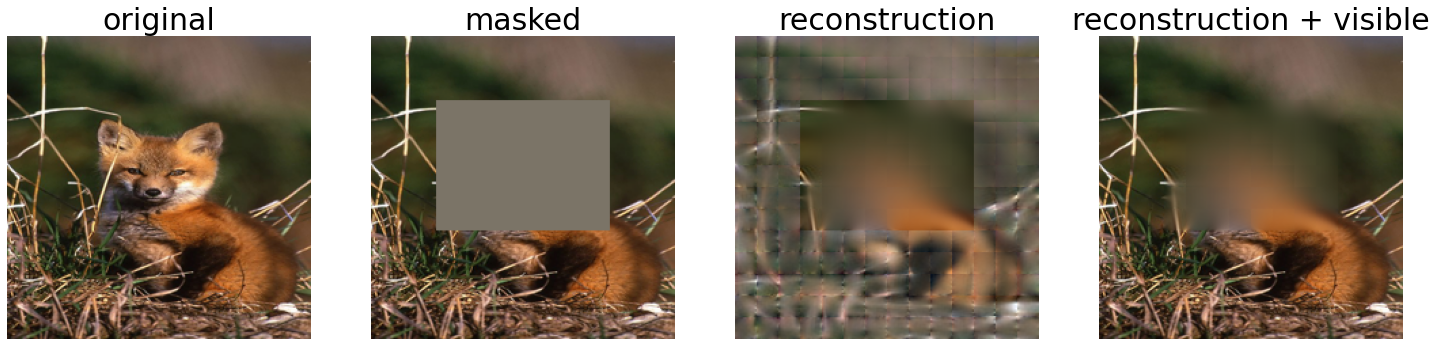 original
masked
reconstruction
reconstruction + visible